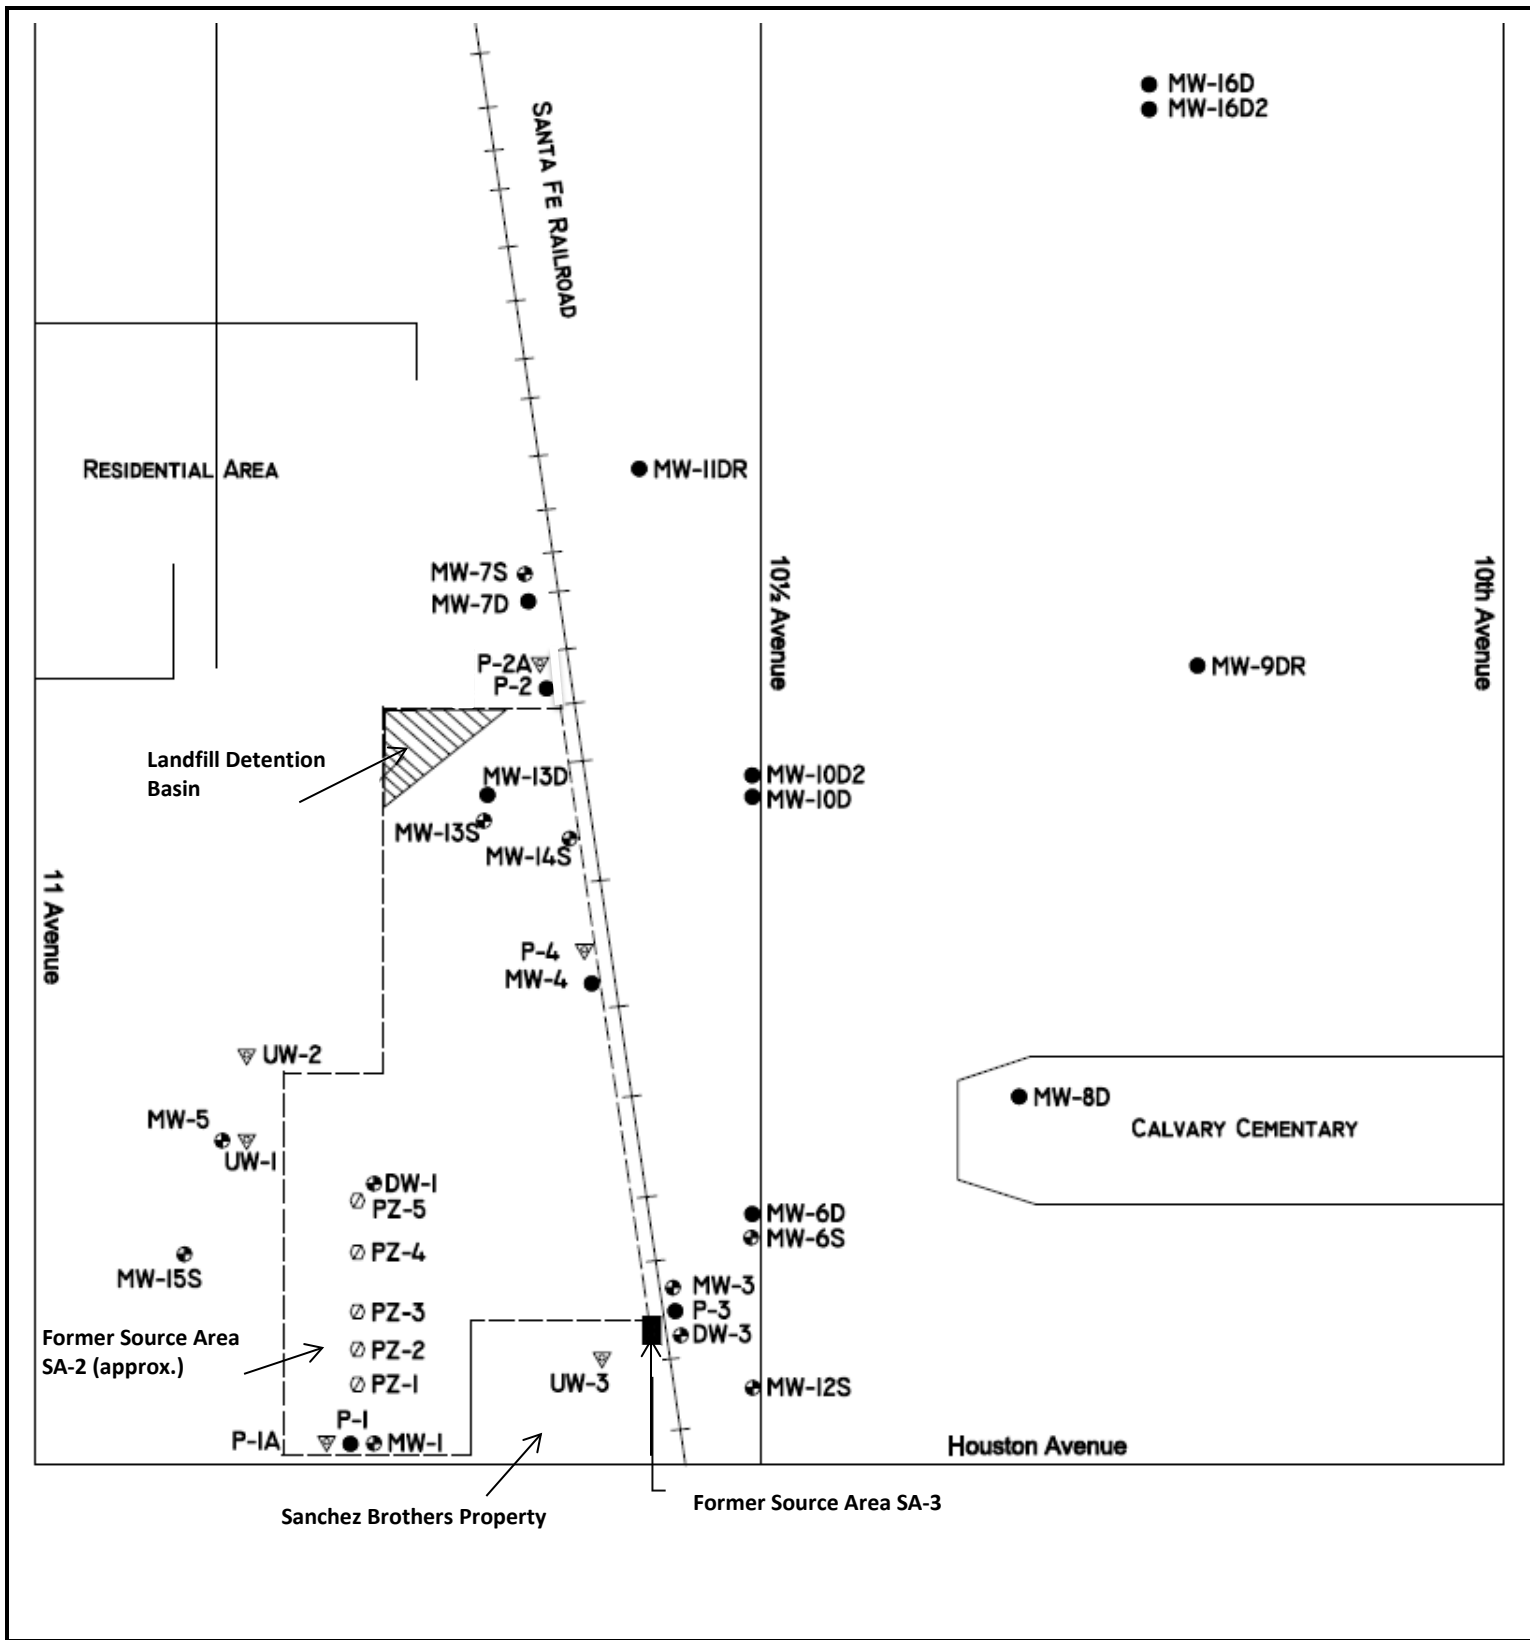 MW-16D
MW-16D2
SANTA FE RAILROAD
RESIDENTIAL AREA
MW-11DR
MW-7S
MW-7D
10½ Avenue
10th Avenue
P-2A
P-2
MW-9DR
Landfill Detention
Basin
MW-13D
MW-10D2
MW-10D
MW-13S
MW-14S
11 Avenue
P-4
MW-4
UW-2
MW-8D
MW-5
CALVARY CEMENTARY
UW-1
DW-1
PZ-5
MW-6D
MW-6S
PZ-4
MW-15S
MW-3
PZ-3
P-3
Former Source Area
SA-2 (approx.)
DW-3
PZ-2
PZ-1
UW-3
MW-12S
P-1
P-1A
MW-1
Houston Avenue
Sanchez Brothers Property
Former Source Area SA-3